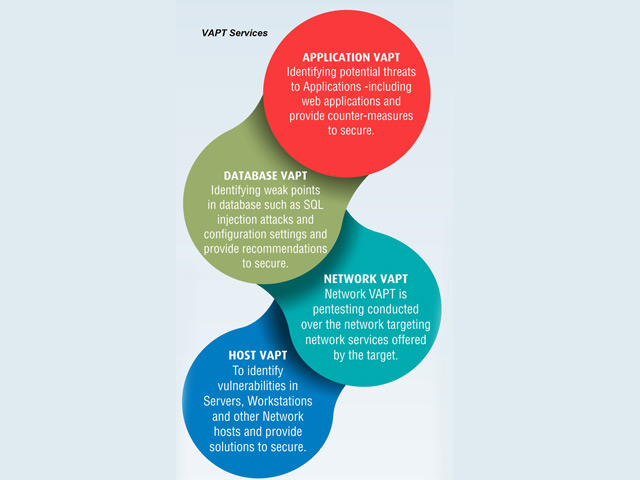 VAPT Services
APPLICATION VAPT
Identifying potential threats
to Applications -including
web applications and
provide counter-measures
to secure.
DATABASE VAPT
Identifying weak points
in database such as SQL
injection attacks and
configuration settings and
provide recommendations
to secure.
NETWORK VAPT
Network VAPT is
pentesting conducted
over the network targeting
network services offered
by the target.
HOST VAPT
To identify
vulnerabilities in
Servers, Workstations
and other Network
hosts and provide
solutions to secure.